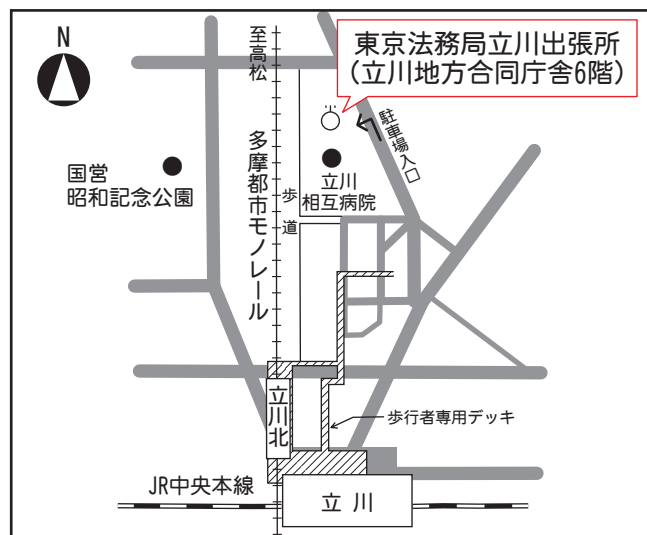 N
至高松
東京法務局立川出張所
(立川地方合同庁舎6階)
駐車場入口
国営
昭和記念公園
多摩都市モノレール
歩道
立川
相互病院
立川北
歩行者専用デッキ
JR中央本線
立川